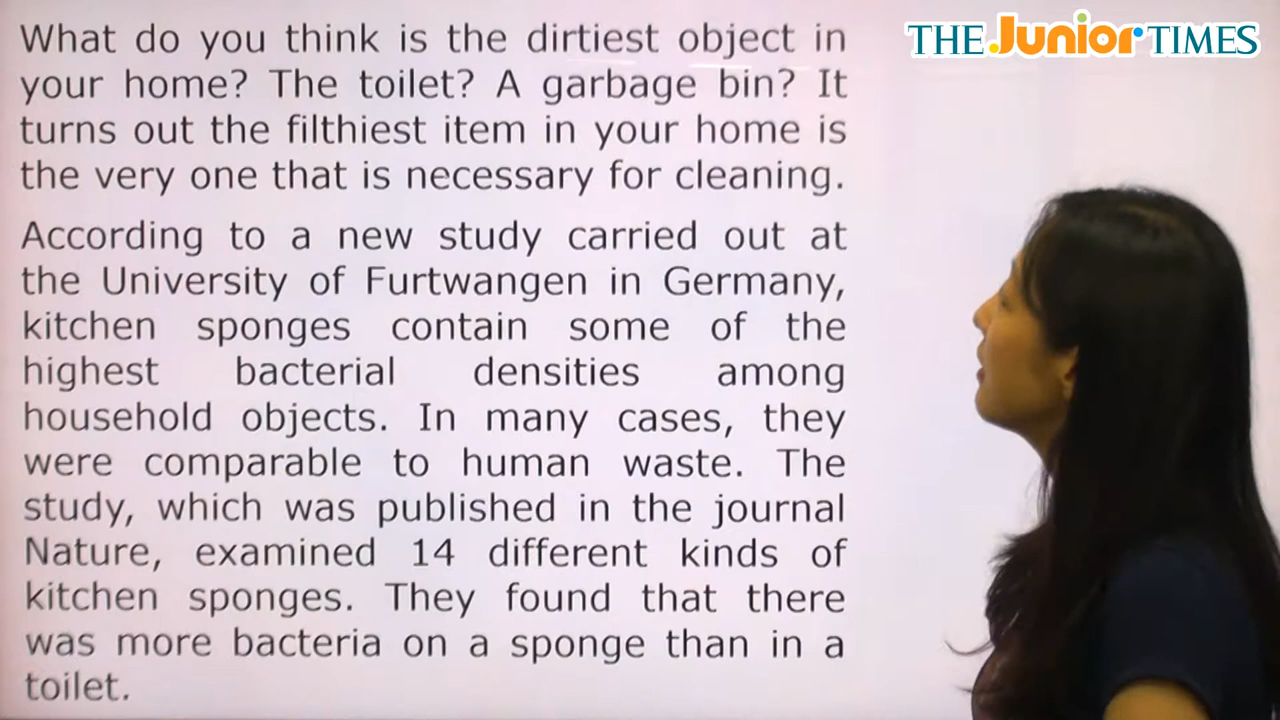 THE Junior TIMES
What do you think is the dirtiest object in
your home? The toilet? A garbage bin? It
turns out the filthiest item in your home is
the very one that is necessary for cleaning.
According to a new study carried out at
the University of Furtwangen in Germany,
kitchen sponges contain some of the
highest bacterial densities among
household objects. In many cases, they
were comparable to human waste. The
study, which was published in the journal
Nature, examined 14 different kinds of
kitchen sponges. They found that there
was more bacteria on a sponge than in a
toilet.